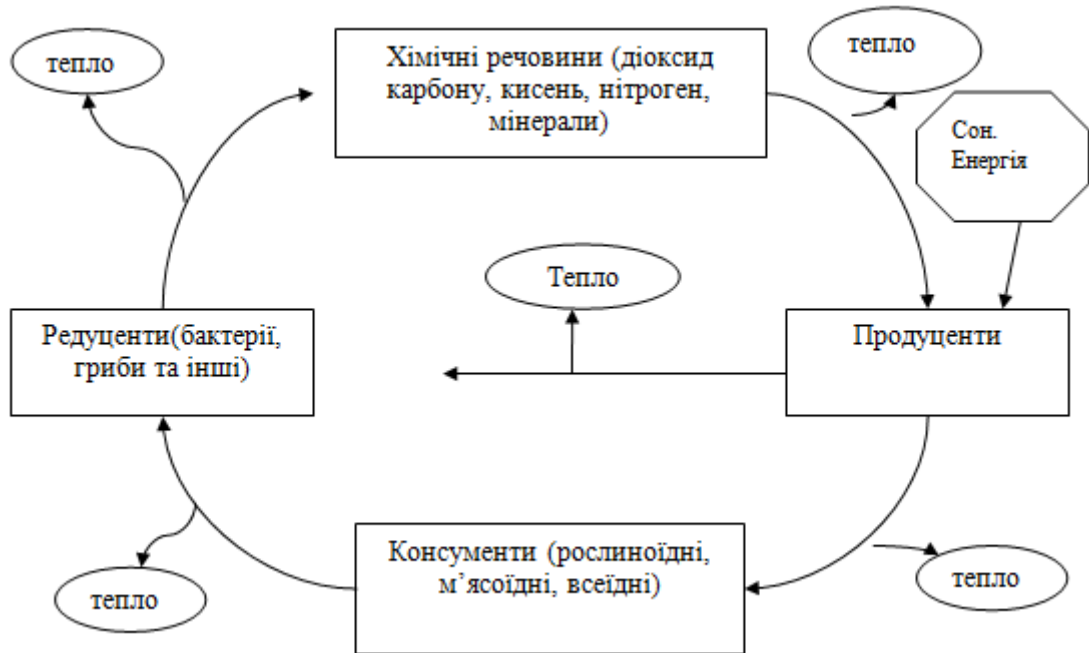 тепло
Хімічні речовини (діоксид
карбону, кисень, нітроген,
мінерали)
тепло
Сон.
Енергія
Тепло
Редуценти(бактерії,
гриби та інші)
Продуценти
Консументи (рослиноїдні,
м’ясоїдні, всеїдні)
тепло
тепло